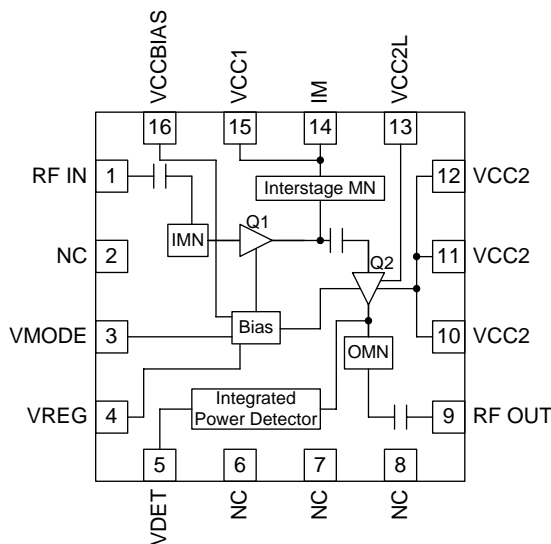 VCCBIAS
VCC1
IM
VCC2L
16
15
14
13
RF IN
1
12
VCC2
Interstage MN
Q1
IMN
NC
2
11
VCC2
Q2
VMODE
3
Bias
10
VCC2
OMN
VREG
4
Integrated
Power Detector
9
RF OUT
5
6
7
8
VDET
NC
NC
NC